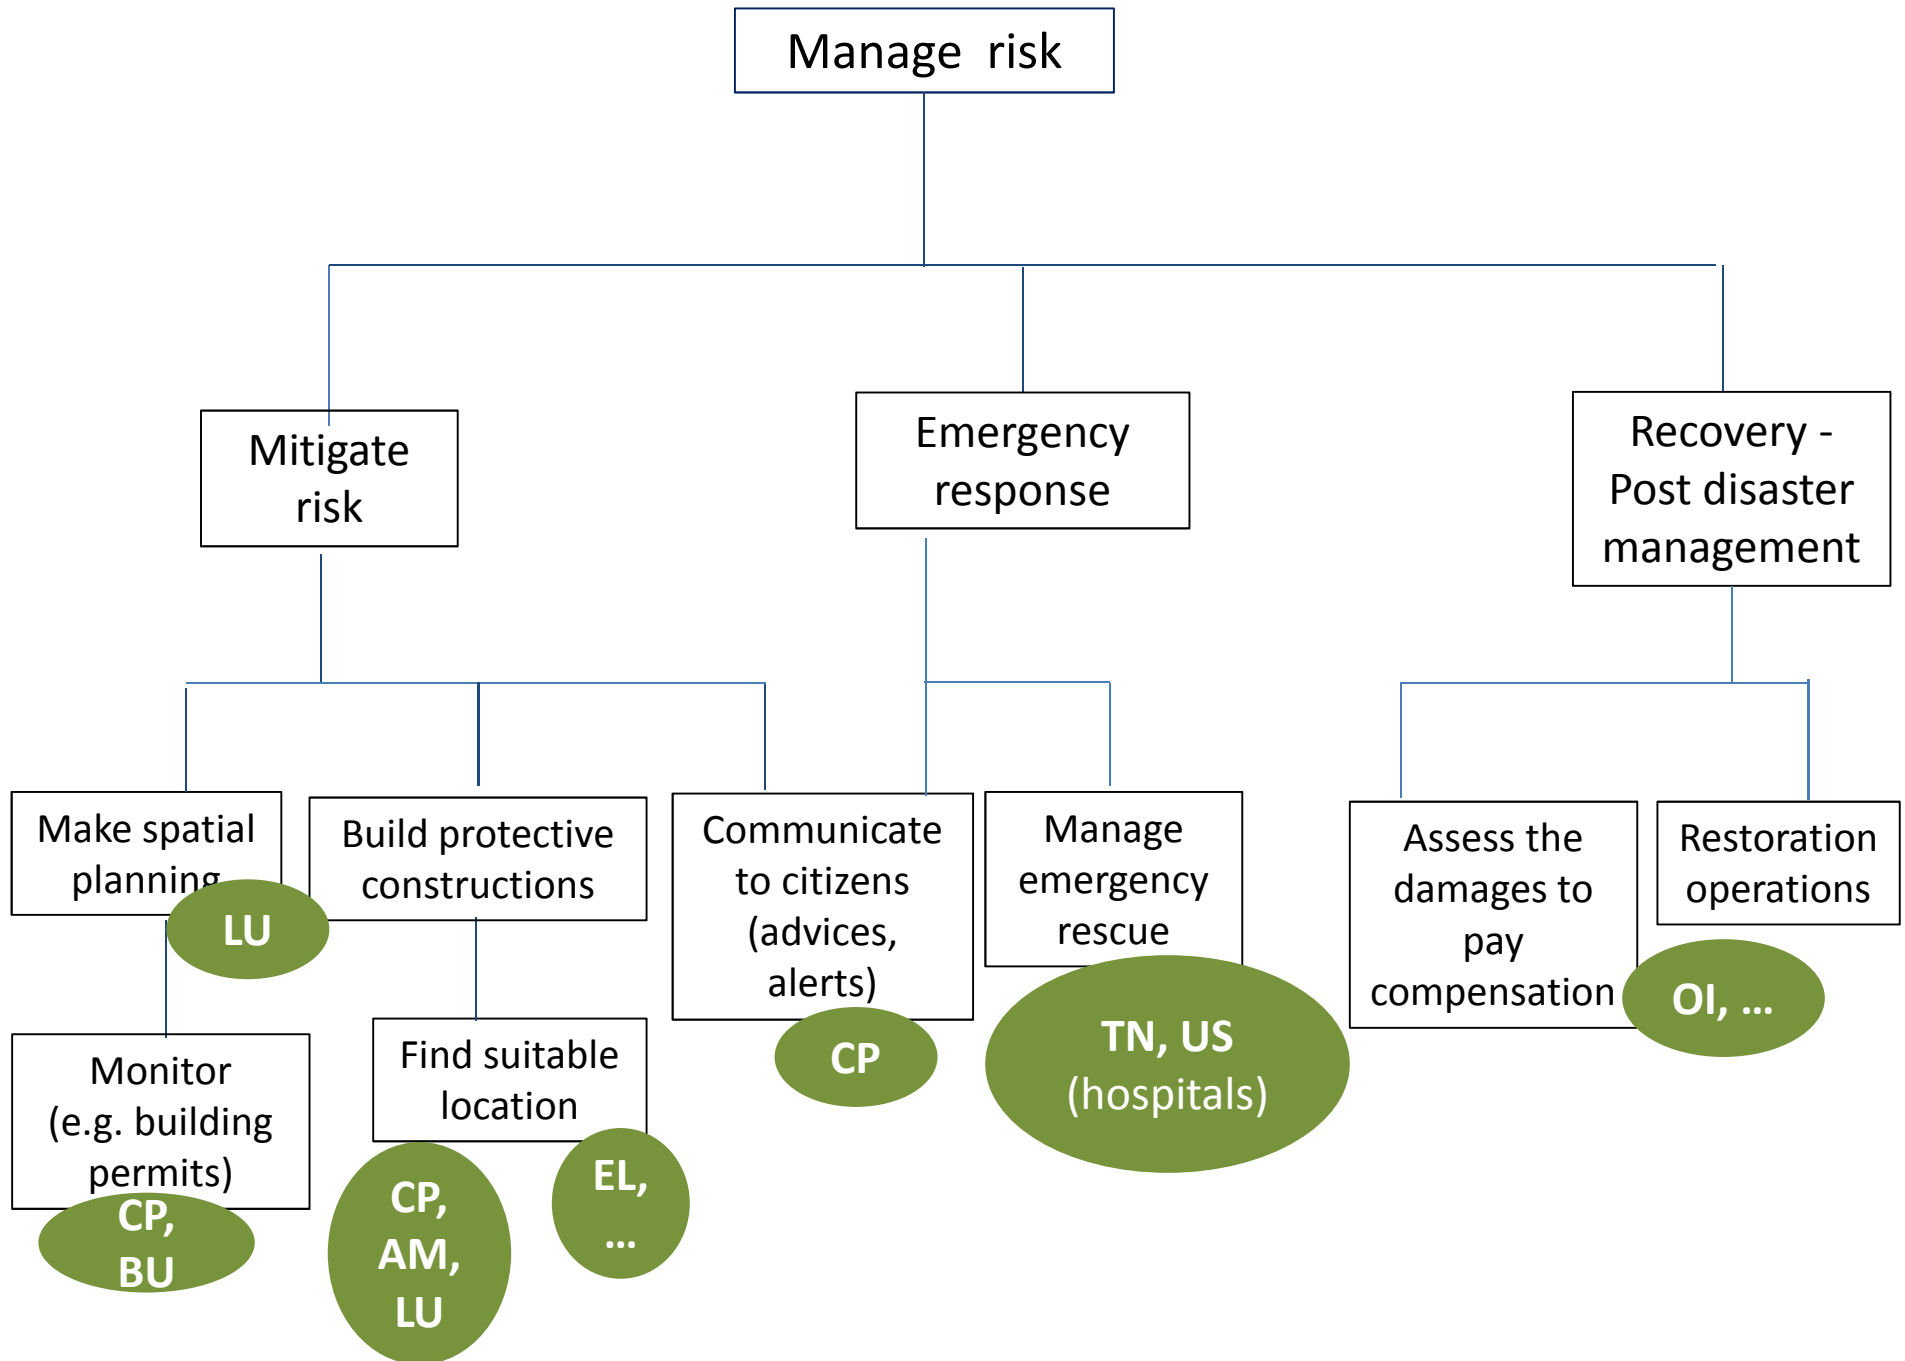 Manage risk
Mitigate
risk
Emergency
response
Recovery -
Post disaster
management
Make spatial
planning
LU
Build protective
constructions
Communicate
to citizens
(advices,
alerts)
CP
Manage
emergency
rescue
TN, US
(hospitals)
Assess the
damages to
pay
compensation
Restoration
operations
OI, ...
Monitor
(e.g. building
permits)
CP,
BU
Find suitable
location
CP,
AM,
LU
EL,
...